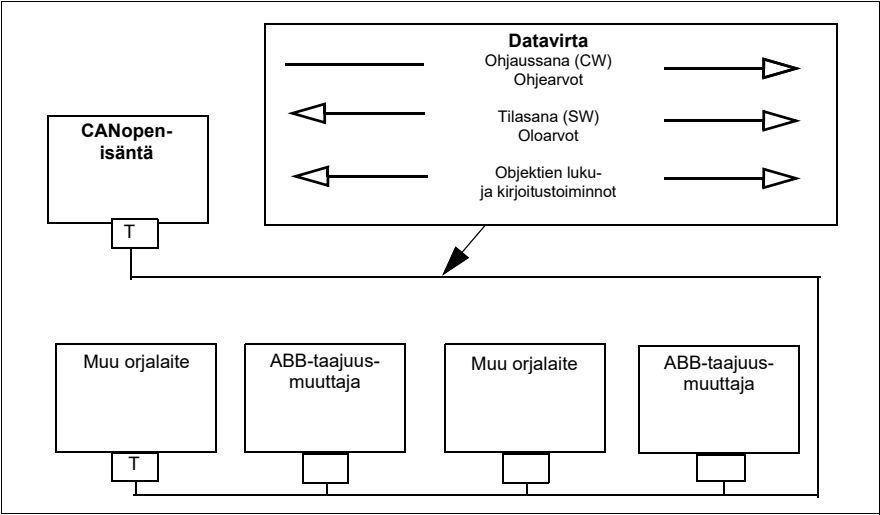 Datavirta
Ohjaussana (CW)
Ohjearvot
Tilasana (SW)
Oloarvot
Objektien luku-
ja kirjoitustoiminnot
CANopen-
isäntä
T
Muu orjalaite
T
ABB-taajuus-
muuttaja
Muu orjalaite
ABB-taajuus-
muuttaja